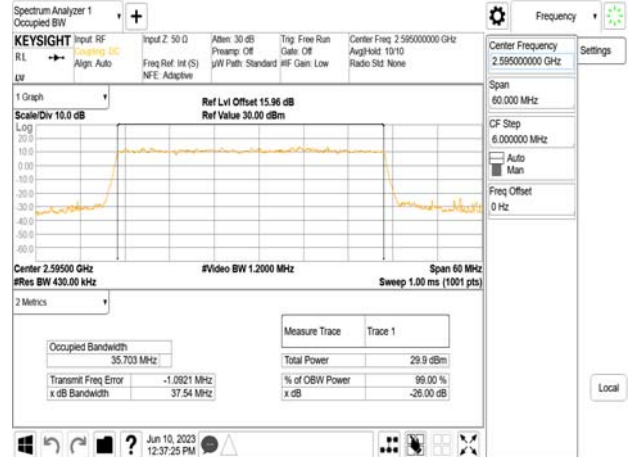 Spectrum Analyzer 1
Occupied BW
Frequency
KEYSIGHT
RL
Input: RF
Coupling: DC
Align: Auto
Input Z: 50 Ω
Freq Ref: Int (S)
NFE: Adaptive
Atten: 30 dB
Preamp: Off
µW Path: Standard
Trig: Free Run
Gate: Off
#IF Gain: Low
Center Freq: 2.595000000 GHz
Avg|Hold: 10/10
Radio Std: None
Center Frequency
2.595000000 GHz
Settings
Span
60.000 MHz
CF Step
6.000000 MHz
Auto
Man
Freq Offset
0 Hz
Local
1 Graph
Scale/Div 10.0 dB
Ref Lvl Offset 15.96 dB
Ref Value 30.00 dBm
Log
20.0
10.0
0.00
-10.0
-20.0
-30.0
-40.0
-50.0
-60.0
Center 2.59500 GHz
#Video BW 1.2000 MHz
Span 60 MHz
#Res BW 430.00 kHz
Sweep 1.00 ms (1001 pts)
2 Metrics
Measure Trace Trace 1
Occupied Bandwidth
35.703 MHz
Total Power 29.9 dBm
Transmit Freq Error -1.0921 MHz
% of OBW Power 99.00 %
x dB Bandwidth 37.54 MHz
x dB -26.00 dB
?
Jun 10, 2023
12:37:25 PM